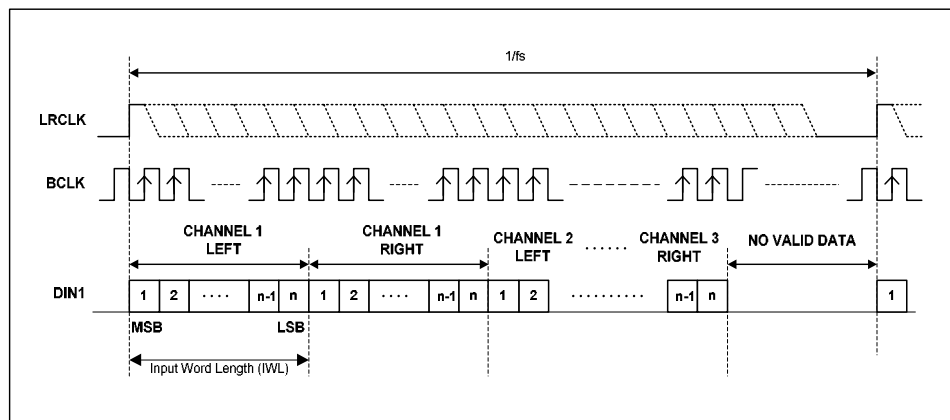 1/fs
LRCLK
BCLK
CHANNEL 1
LEFT
CHANNEL 1
RIGHT
CHANNEL 2
LEFT
CHANNEL 3
RIGHT
NO VALID DATA
DIN1
1 2 n-1 n 1 2 n-1 n 1 2 n-1 n 1
MSB
LSB
Input Word Length (IWL)